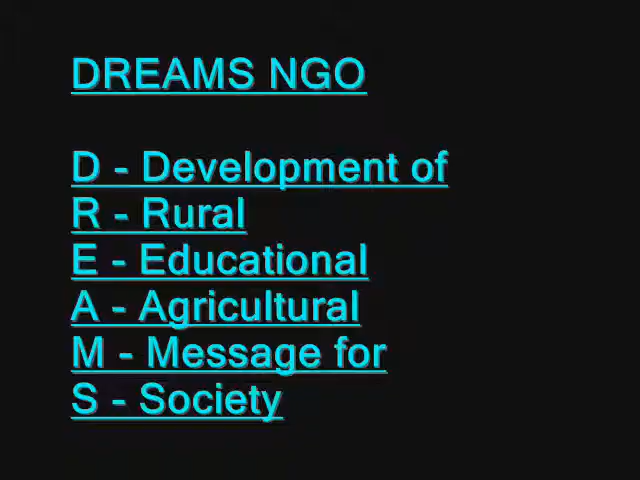 DREAMS NGO
D - Development of
R - Rural
E - Educational
A - Agricultural
M - Message for
S - Society